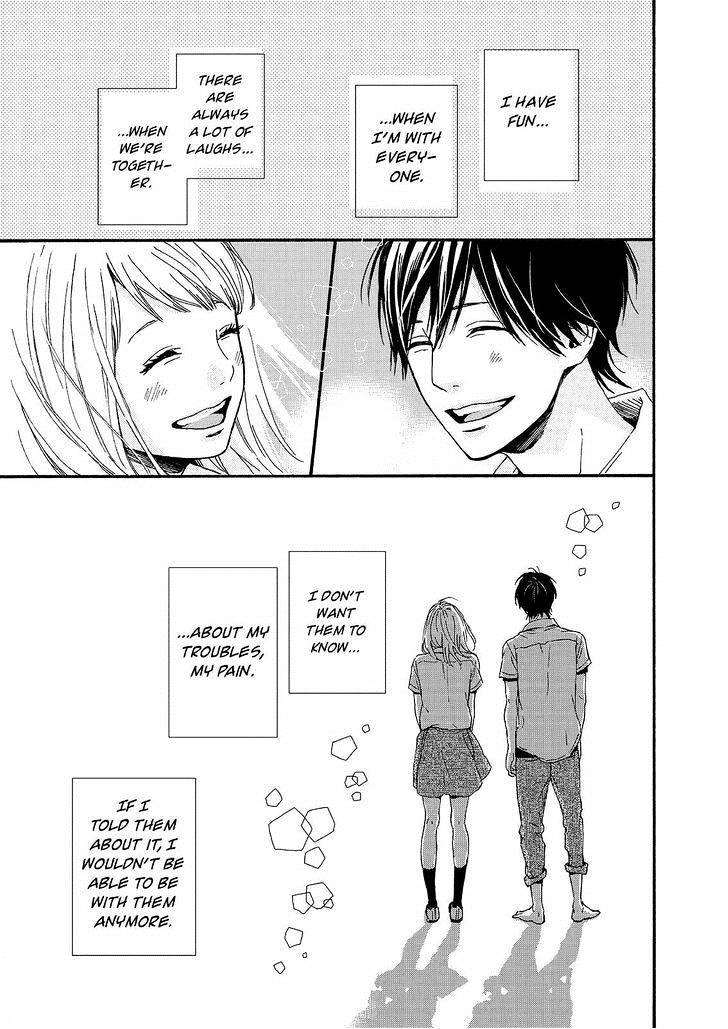 I HAVE
FUN...
...WHEN
I'M WITH
EVERY-
ONE.
THERE
ARE
ALWAYS
A LOT OF
LAUGHS...
...WHEN
WE'RE
TOGETH-
ER.
I DON'T
WANT
THEM TO
KNOW...
...ABOUT MY
TROUBLES,
MY PAIN.
IF I
TOLD THEM
ABOUT IT, I
WOULDN'T BE
ABLE TO BE
WITH THEM
ANYMORE.